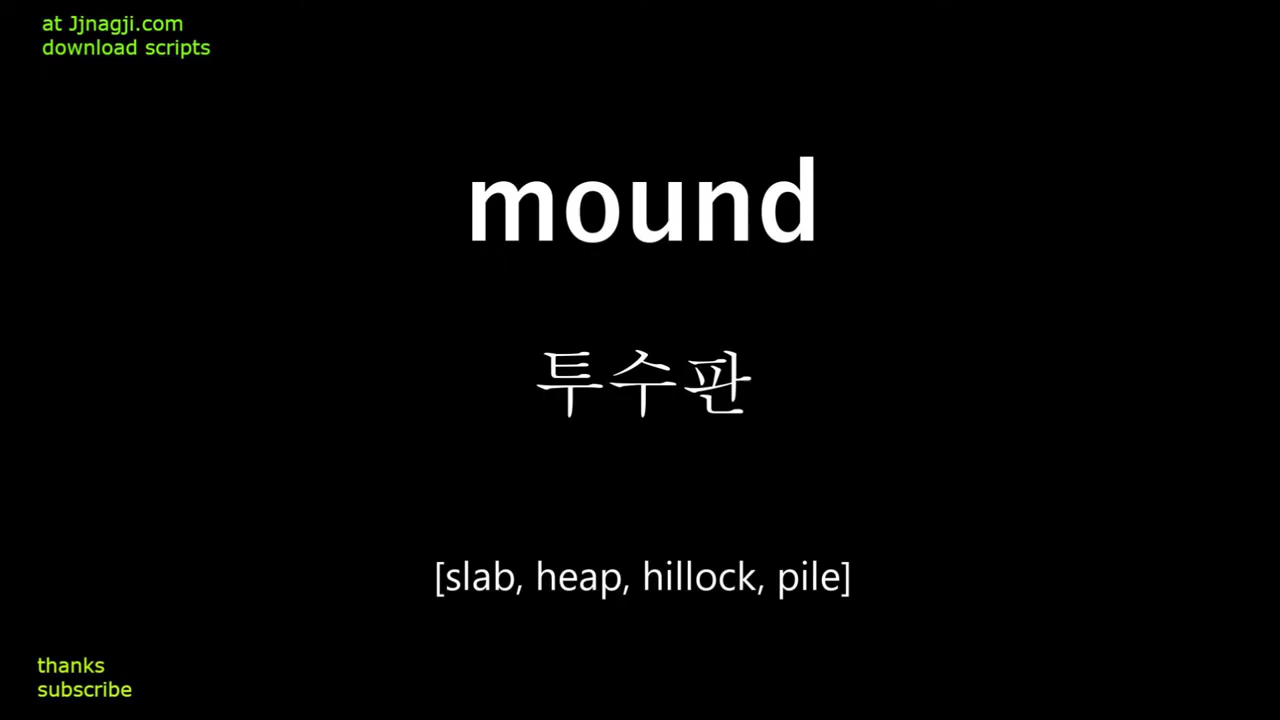 at Jjnagji.com
download scripts
mound
투수판
[slab, heap, hillock, pile]
thanks
subscribe